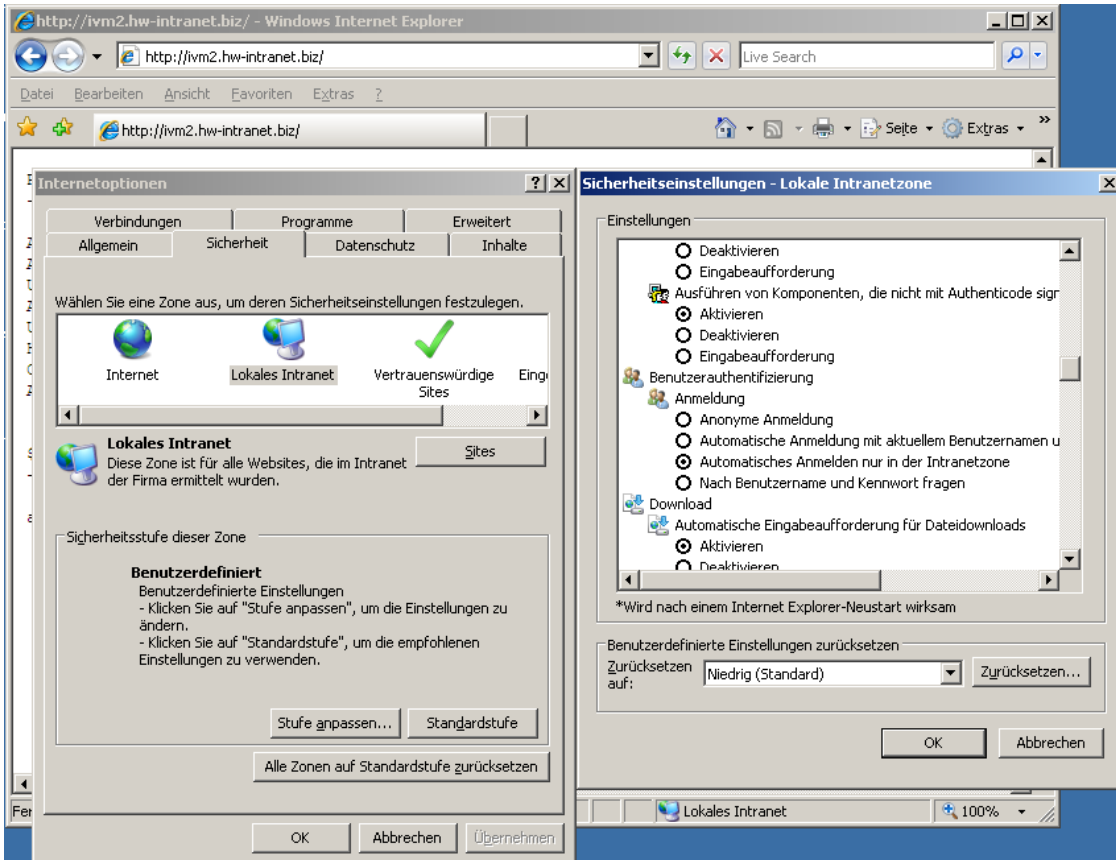 http://ivm2.hw-intranet.biz/ - Windows Internet Explorer
http://ivm2.hw-intranet.biz/
Live Search
Datei Bearbeiten Ansicht Favoriten Extras ?
http://ivm2.hw-intranet.biz/
Seite Extras »
Internetoptionen
Verbindungen Programme Erweitert
Allgemein Sicherheit Datenschutz Inhalte
Wählen Sie eine Zone aus, um deren Sicherheitseinstellungen festzulegen.
Internet Lokales Intranet Vertrauenswürdige Eing
Sites
Lokales Intranet
Sites
Diese Zone ist für alle Websites, die im Intranet
der Firma ermittelt wurden.
Sicherheitsstufe dieser Zone
Benutzerdefiniert
Benutzerdefinierte Einstellungen
- Klicken Sie auf "Stufe anpassen", um die Einstellungen zu
ändern.
- Klicken Sie auf "Standardstufe", um die empfohlenen
Einstellungen zu verwenden.
Stufe anpassen... Standardstufe
Alle Zonen auf Standardstufe zurücksetzen
OK Abbrechen Übernehmen
Sicherheitseinstellungen - Lokale Intranetzone
Einstellungen
Deaktivieren
Eingabeaufforderung
Ausführen von Komponenten, die nicht mit Authenticode sigr
Aktivieren
Deaktivieren
Eingabeaufforderung
Benutzerauthentifizierung
Anmeldung
Anonyme Anmeldung
Automatische Anmeldung mit aktuellem Benutzernamen u
Automatisches Anmelden nur in der Intranetzone
Nach Benutzername und Kennwort fragen
Download
Automatische Eingabeaufforderung für Dateidownloads
Aktivieren
Deaktivieren
*Wird nach einem Internet Explorer-Neustart wirksam
Benutzerdefinierte Einstellungen zurücksetzen
Zurücksetzen
auf:
Niedrig (Standard)
Zurücksetzen...
OK Abbrechen
Fer
Lokales Intranet
100%